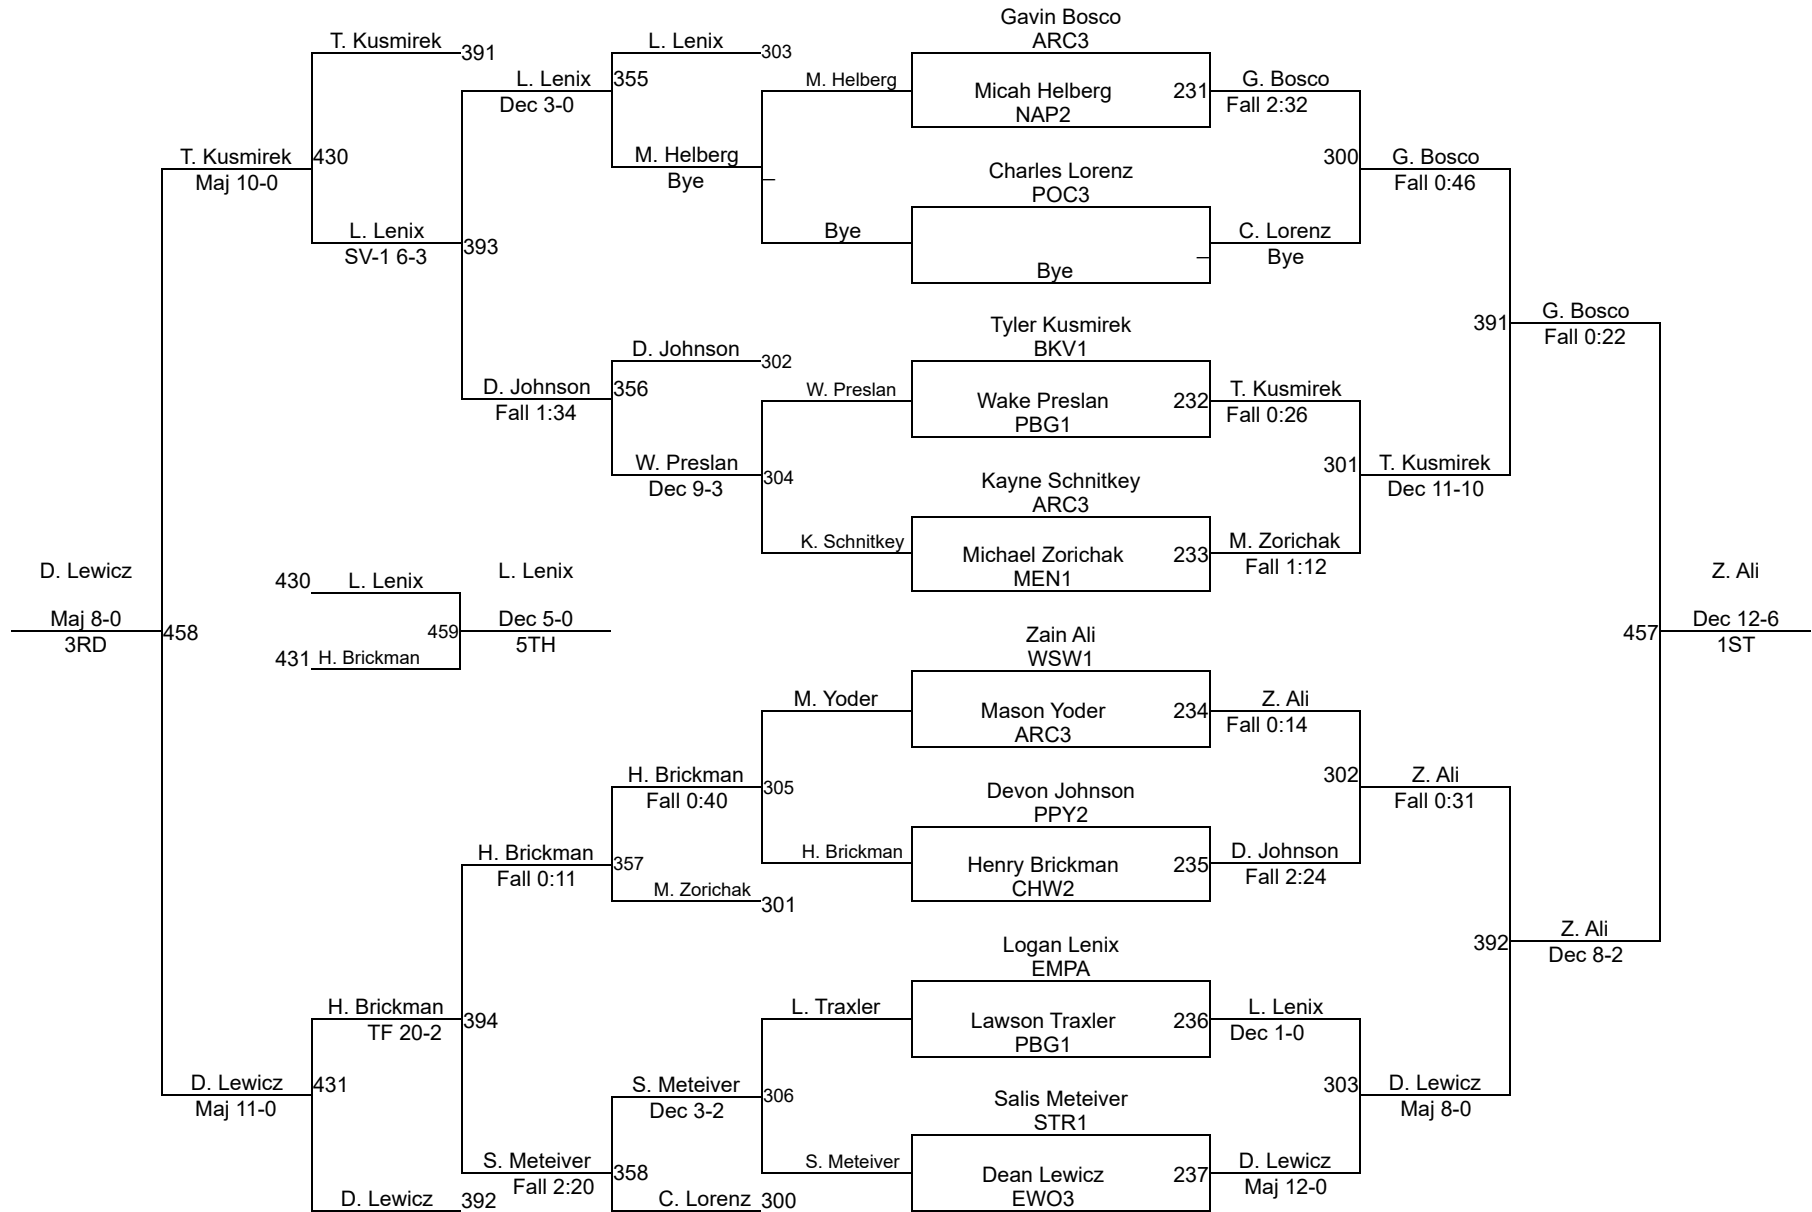 Gavin Bosco
T. Kusmirek
L. Lenix
ARC3
391
303
L. Lenix
355
M. Helberg
Micah Helberg
231
G. Bosco
Dec 3-0
NAP2
Fall 2:32
T. Kusmirek
430
M. Helberg
300
G. Bosco
Maj 10-0
Bye
–
Charles Lorenz
Fall 0:46
POC3
L. Lenix
393
Bye
C. Lorenz
SV-1 6-3
Bye
–
Bye
Tyler Kusmirek
391
G. Bosco
D. Johnson
302
BKV1
Fall 0:22
D. Johnson
356
W. Preslan
Wake Preslan
232
T. Kusmirek
Fall 1:34
PBG1
Fall 0:26
W. Preslan
304
301
T. Kusmirek
Dec 9-3
Kayne Schnitkey
Dec 11-10
ARC3
K. Schnitkey
Michael Zorichak
233
M. Zorichak
MEN1
Fall 1:12
D. Lewicz
430
L. Lenix
L. Lenix
Z. Ali
Maj 8-0
458
459
Dec 5-0
457
Dec 12-6
3RD
431
H. Brickman
5TH
1ST
Zain Ali
WSW1
M. Yoder
Mason Yoder
234
Z. Ali
ARC3
Fall 0:14
H. Brickman
305
302
Z. Ali
Fall 0:40
Devon Johnson
Fall 0:31
PPY2
H. Brickman
357
H. Brickman
Henry Brickman
235
D. Johnson
Fall 0:11
CHW2
Fall 2:24
M. Zorichak
301
Logan Lenix
392
Z. Ali
EMPA
Dec 8-2
H. Brickman
394
L. Traxler
Lawson Traxler
236
L. Lenix
TF 20-2
PBG1
Dec 1-0
D. Lewicz
431
S. Meteiver
306
303
D. Lewicz
Maj 11-0
Dec 3-2
Salis Meteiver
Maj 8-0
STR1
S. Meteiver
358
S. Meteiver
Dean Lewicz
237
D. Lewicz
Fall 2:20
EWO3
Maj 12-0
D. Lewicz
392
C. Lorenz
300